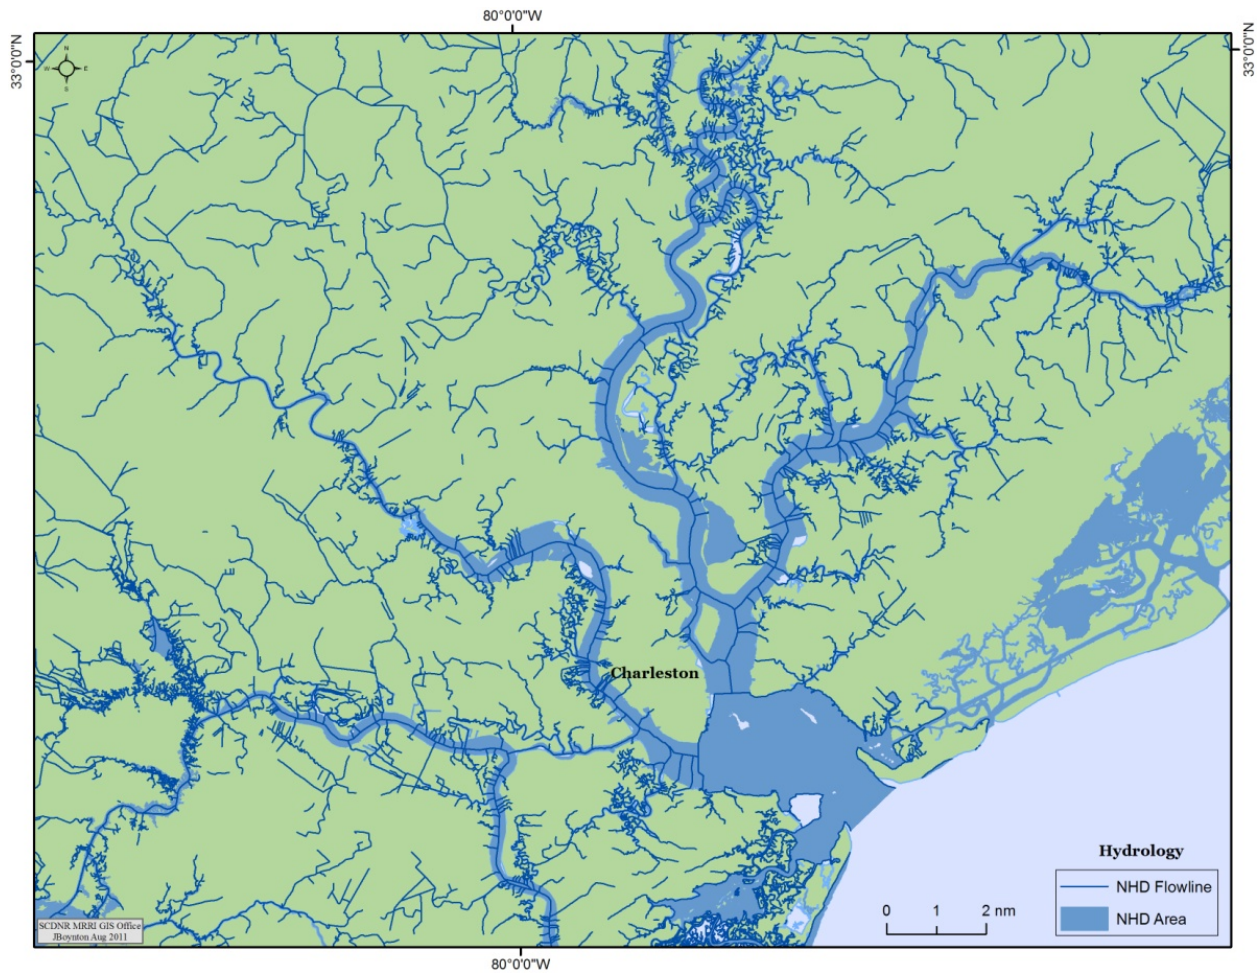 80°0'0"W
33°0'0"N
33°0'0"N
N
W
E
S
Charleston
Hydrology
NHD Flowline
NHD Area
0 1 2 nm
SCDNR MRRI GIS Office
JBoynton Aug 2011
80°0'0"W